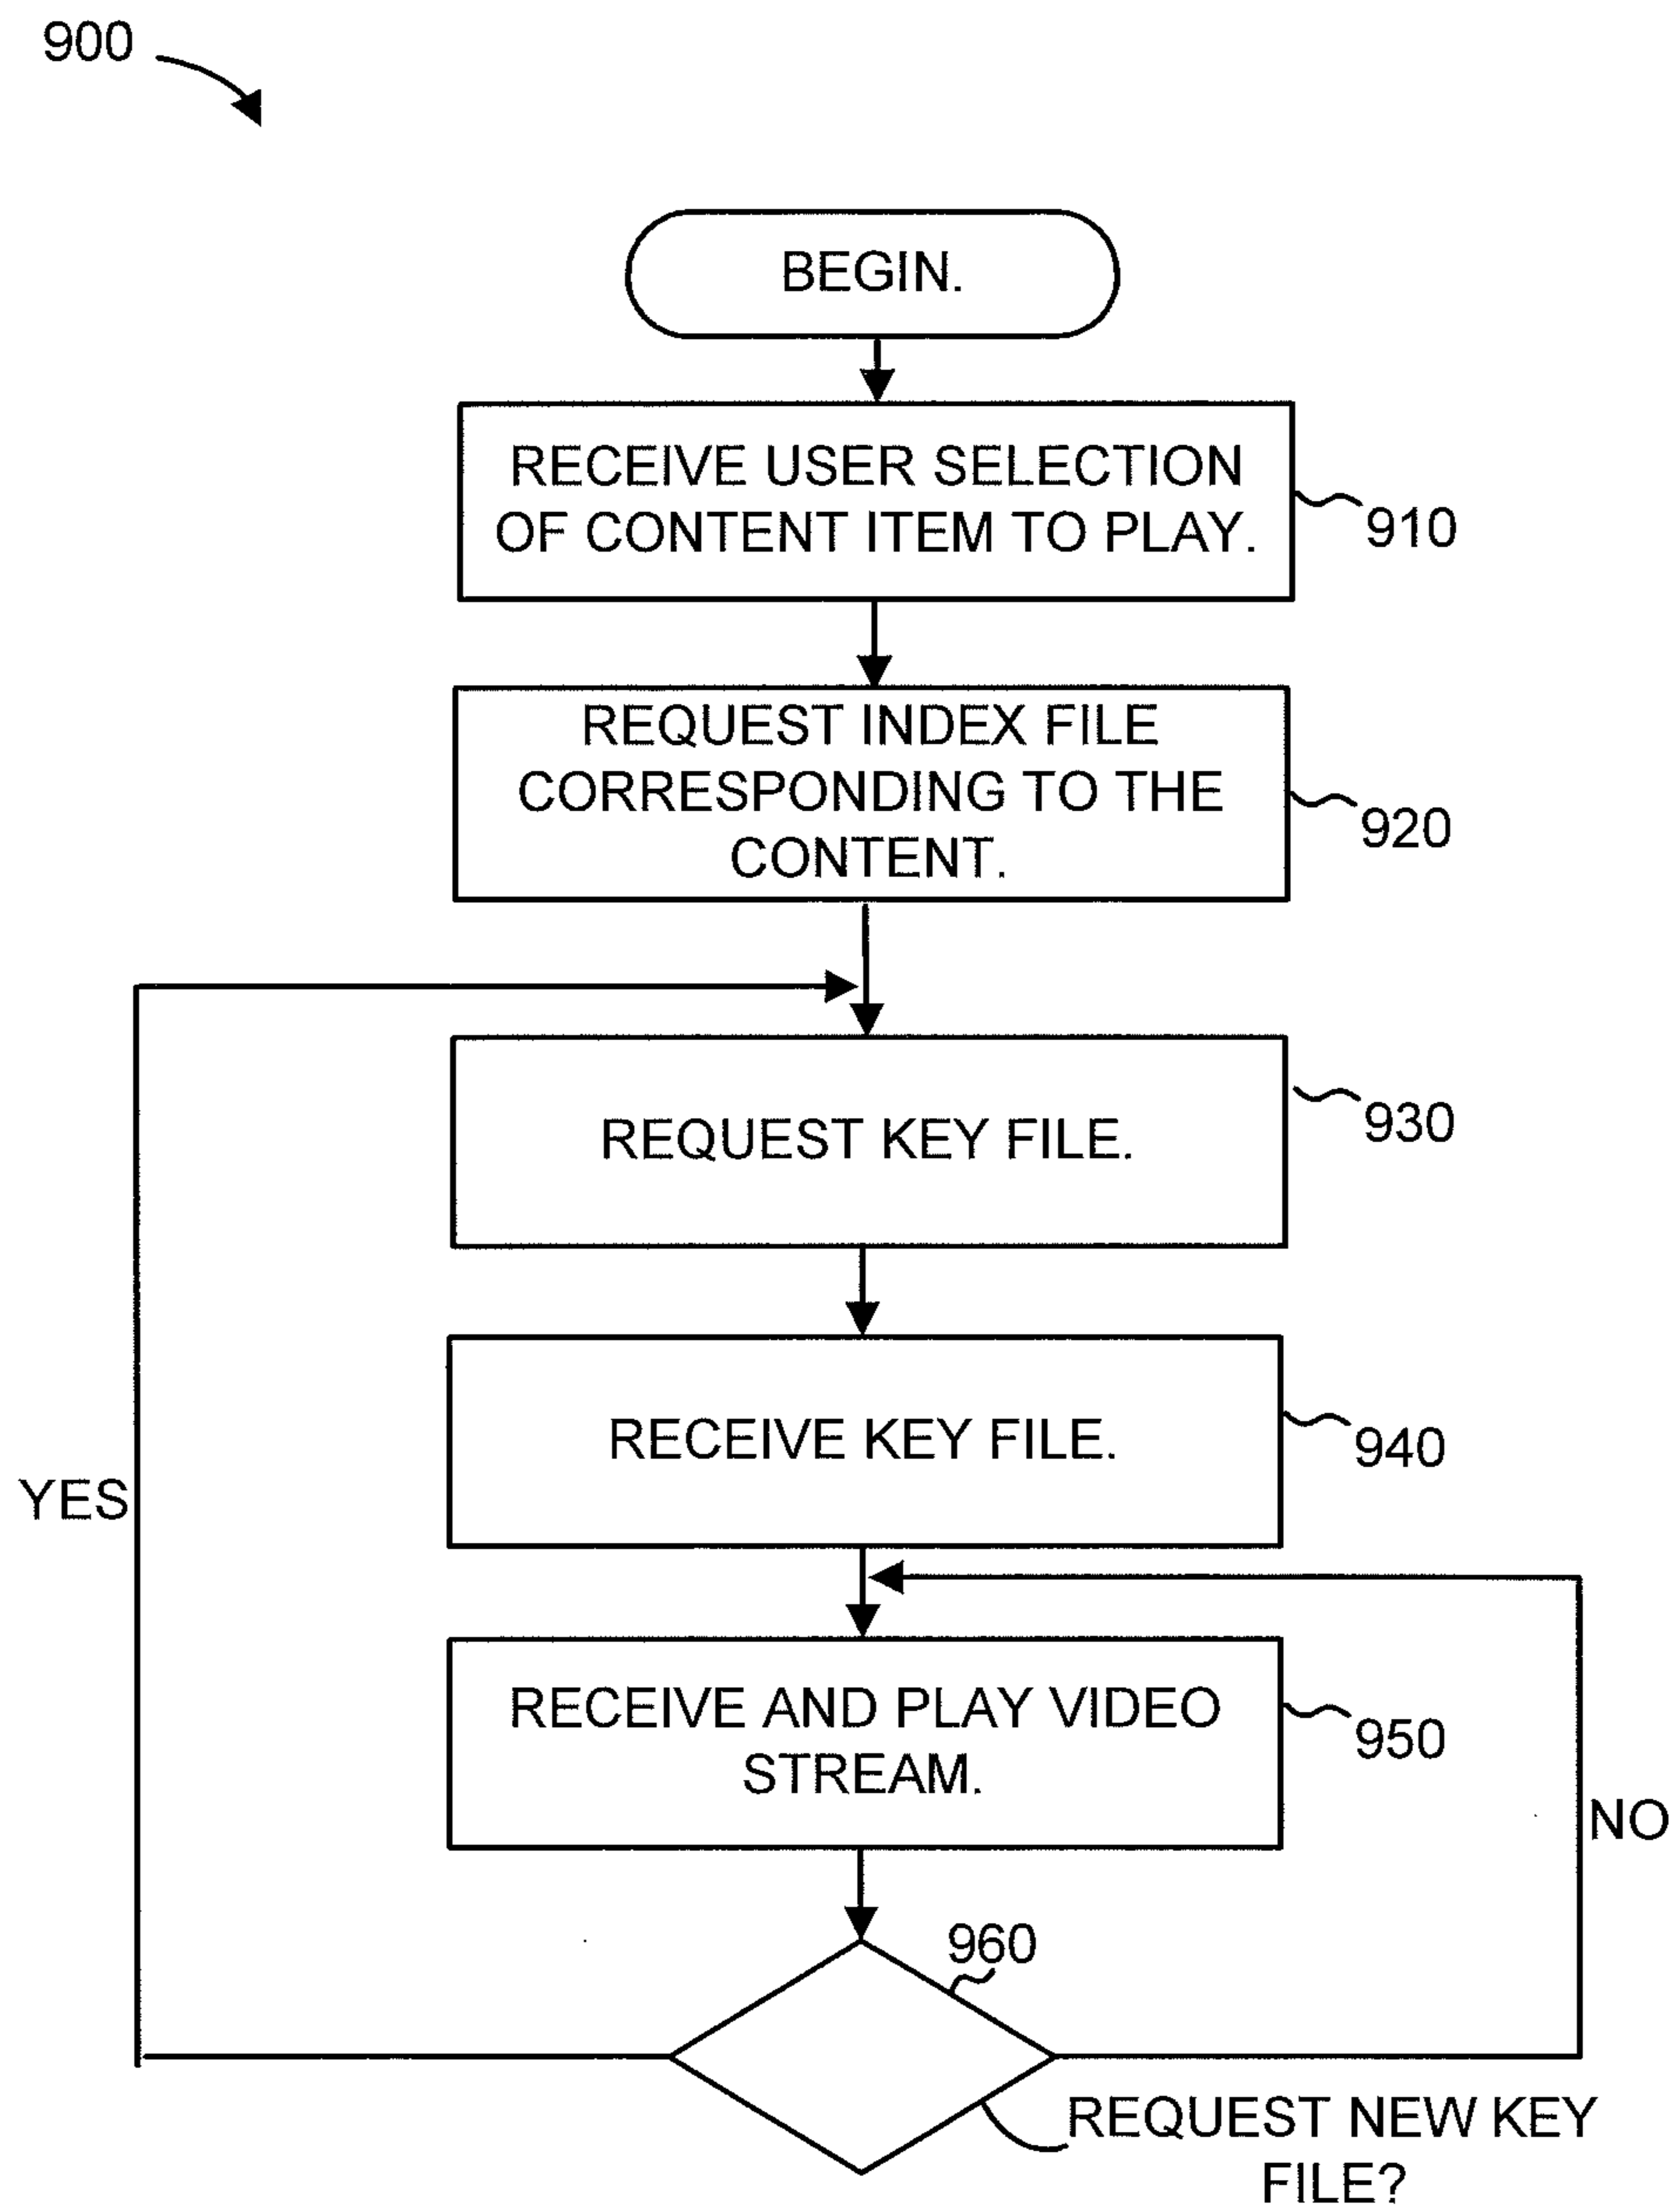 900
BEGIN.
RECEIVE USER SELECTION
OF CONTENT ITEM TO PLAY.
910
REQUEST INDEX FILE
CORRESPONDING TO THE
CONTENT.
920
REQUEST KEY FILE.
930
RECEIVE KEY FILE.
940
YES
RECEIVE AND PLAY VIDEO
STREAM.
950
NO
960
REQUEST NEW KEY
FILE?